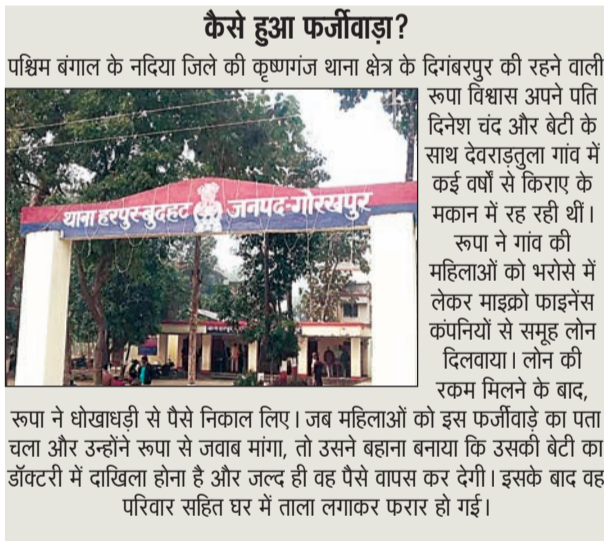 कैसे हुआ फर्जीवाड़ा?
पश्चिम बंगाल के नदिया जिले की कृष्णगंज थाना क्षेत्र के दिगंबरपुर की रहने वाली
रूपा विश्वास अपने पति
दिनेश चंद और बेटी के
साथ देवराड़तुला गांव में
कई वर्षों से किराए के
मकान में रह रही थीं।
रूपा ने गांव की
महिलाओं को भरोसे में
लेकर माइक्रो फाइनेंस
कंपनियों से समूह लोन
दिलवाया। लोन की
रकम मिलने के बाद,
थाना हरपुर-बुदहट जनपद-गोरखपुर
रूपा ने धोखाधड़ी से पैसे निकाल लिए। जब महिलाओं को इस फर्जीवाड़े का पता
चला और उन्होंने रूपा से जवाब मांगा, तो उसने बहाना बनाया कि उसकी बेटी का
डॉक्टरी में दाखिला होना है और जल्द ही वह पैसे वापस कर देगी। इसके बाद वह
परिवार सहित घर में ताला लगाकर फरार हो गई।